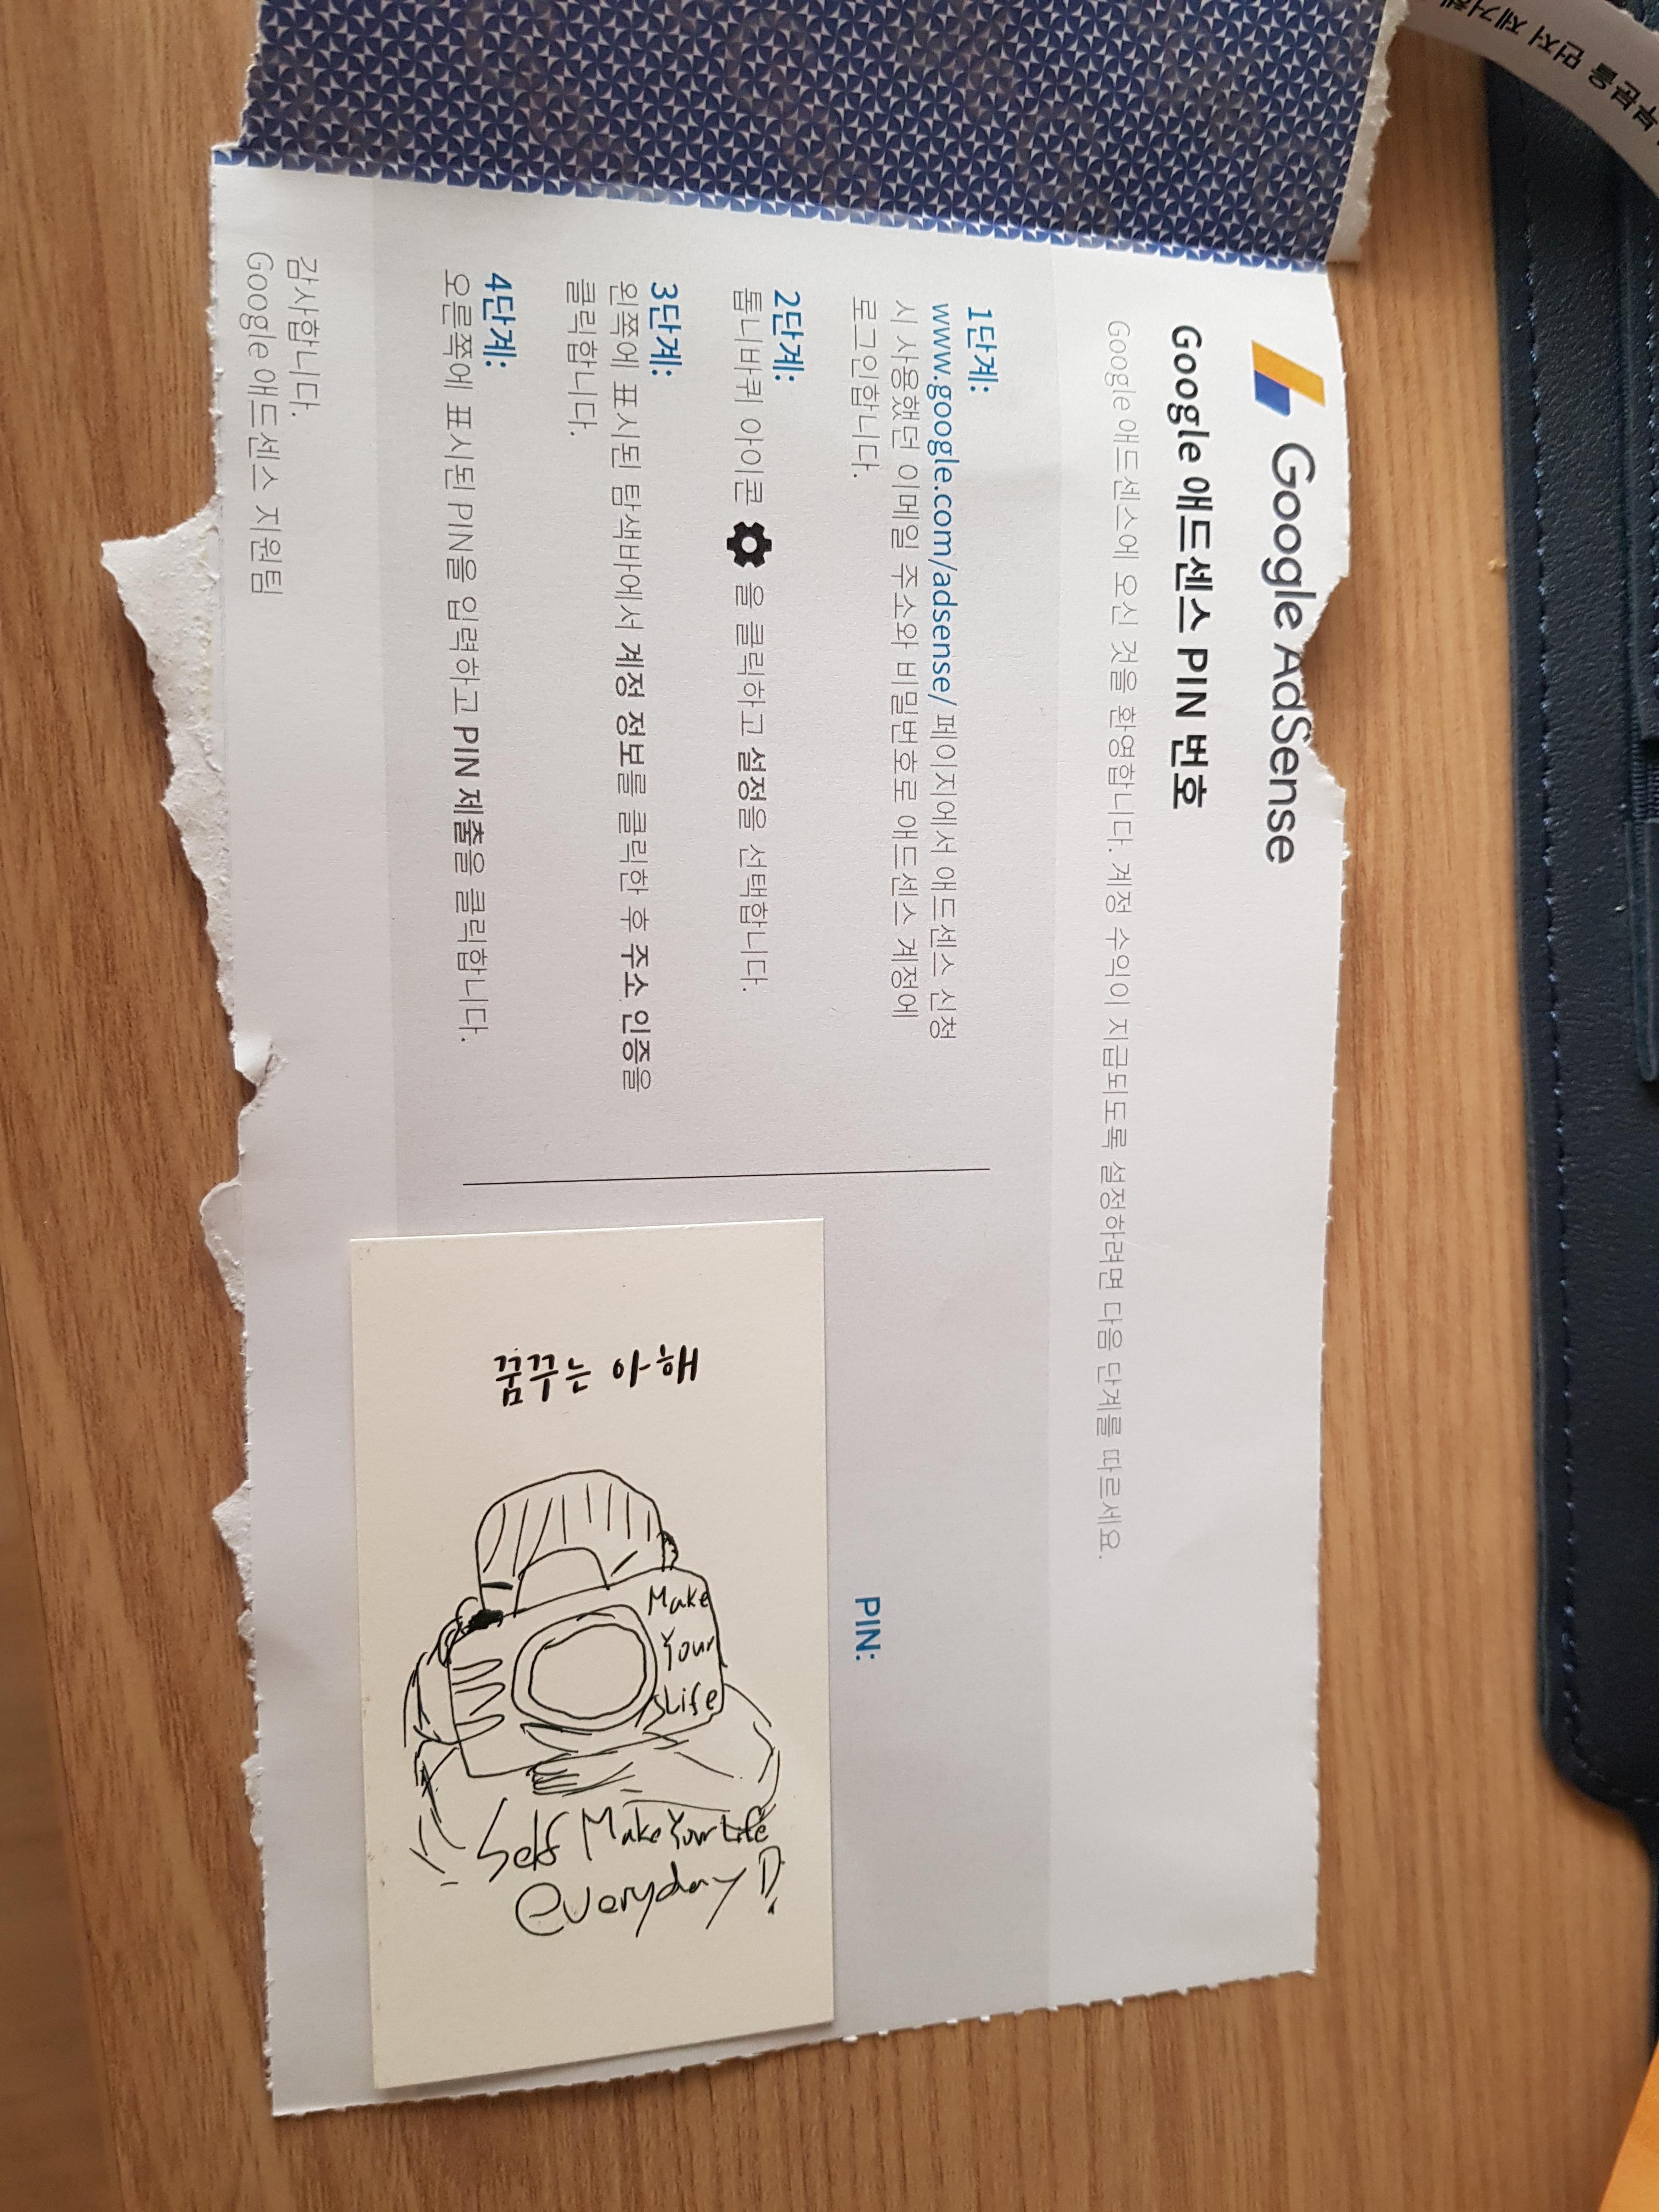 Google AdSense
Google 애드센스 PIN 번호
Google 애드센스에 오신 것을 환영합니다. 계정 수익이 지급되도록 설정하려면 다음 단계를 따르세요.
1단계:
www.google.com/adsense/ 페이지에서 애드센스 신청
시 사용했던 이메일 주소와 비밀번호로 애드센스 계정에
로그인합니다.
2단계:
톱니바퀴 아이콘 을 클릭하고 설정을 선택합니다.
3단계:
왼쪽에 표시된 탐색바에서 계정 정보를 클릭한 후 주소 인증을
클릭합니다.
4단계:
오른쪽에 표시된 PIN을 입력하고 PIN 제출을 클릭합니다.
PIN:
감사합니다.
Google 애드센스 지원팀
꿈꾸는 아해
Make
Your
Life
Self Make Your Life
everyday D.
부분을 먼저 제거해